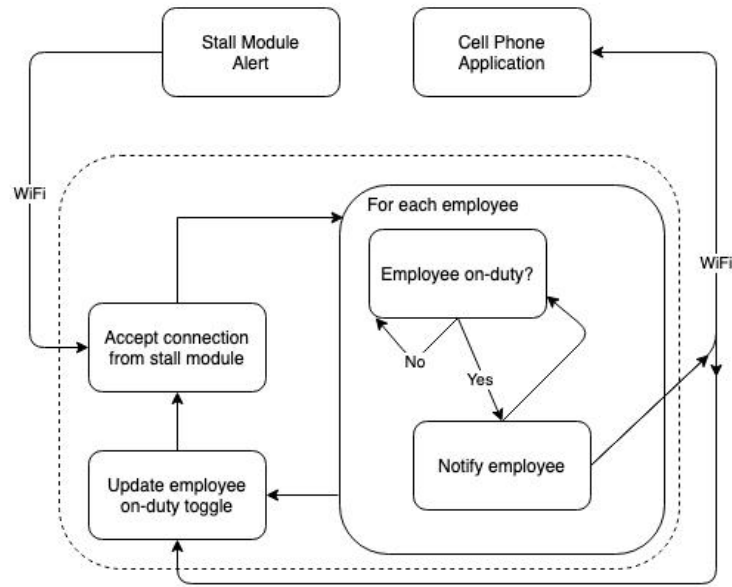 Stall Module
Alert
Cell Phone
Application
WiFi
For each employee
Employee on-duty?
WiFi
Accept connection
from stall module
No
Yes
Update employee
on-duty toggle
Notify employee